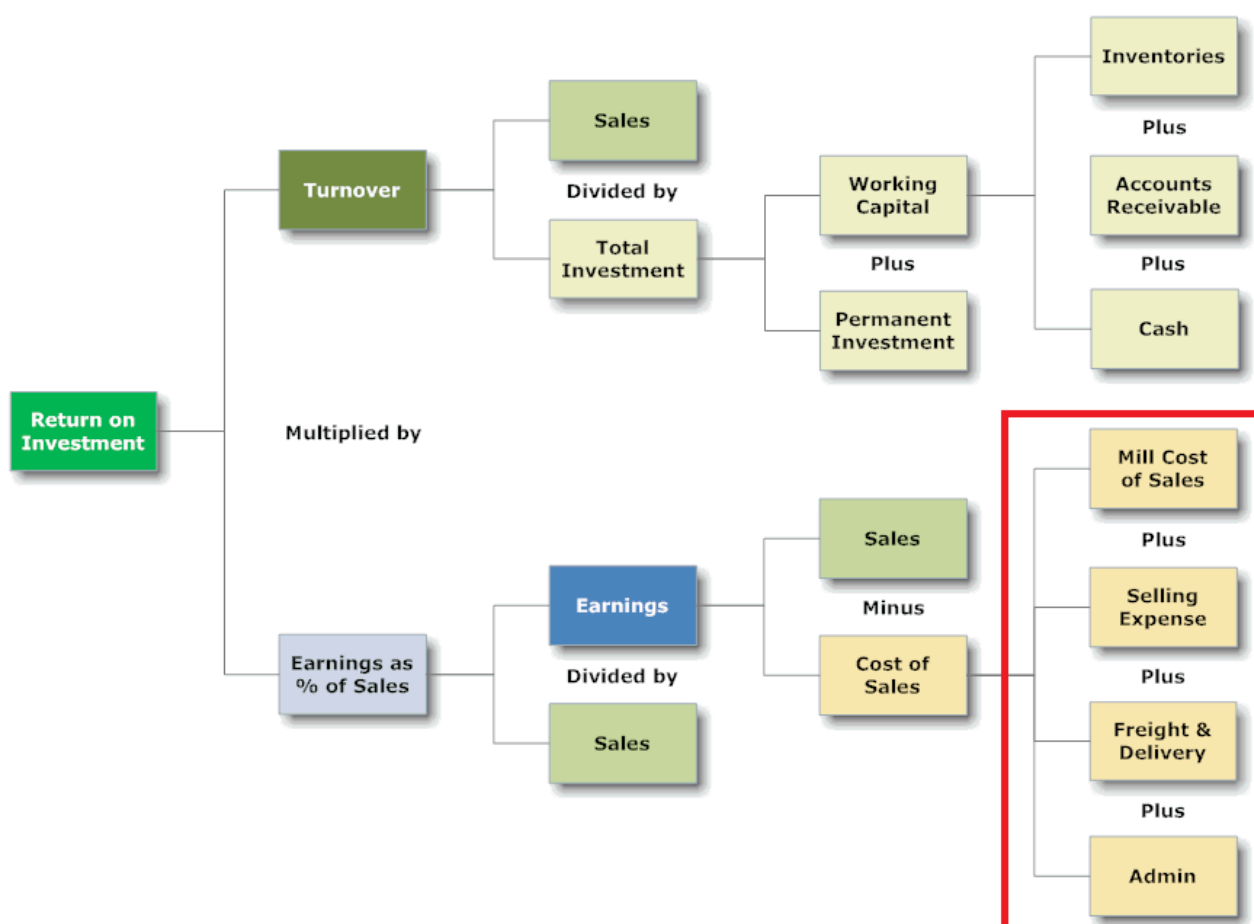 Inventories
Plus
Sales
Turnover
Divided by
Working
Capital
Accounts
Receivable
Total
Investment
Plus
Plus
Permanent
Investment
Cash
Return on
Investment
Multiplied by
Mill Cost
of Sales
Sales
Plus
Earnings
Minus
Selling
Expense
Earnings as
% of Sales
Divided by
Cost of
Sales
Plus
Sales
Freight &
Delivery
Plus
Admin